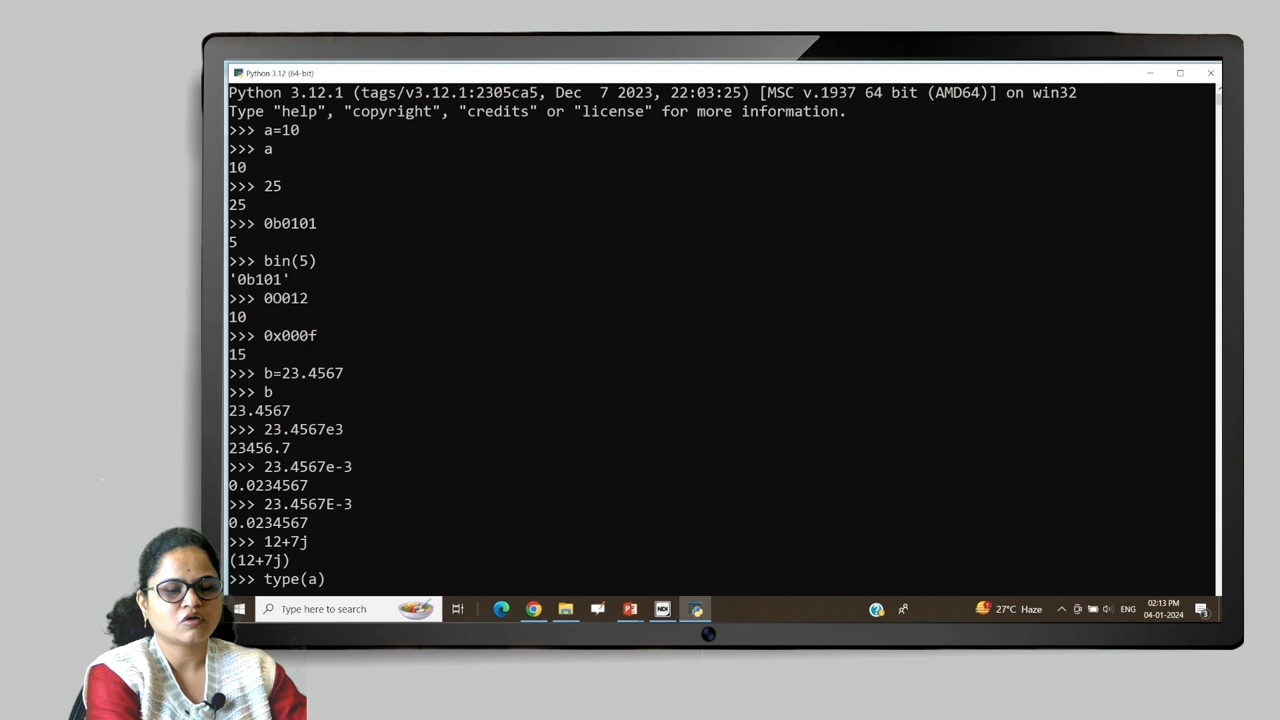 Python 3.12 (64-bit)
Python 3.12.1 (tags/v3.12.1:2305ca5, Dec  7 2023, 22:03:25) [MSC v.1937 64 bit (AMD64)] on win32
Type "help", "copyright", "credits" or "license" for more information.
>>> a=10
>>> a
10
>>> 25
25
>>> 0b0101
5
>>> bin(5)
'0b101'
>>> 0O012
10
>>> 0x000f
15
>>> b=23.4567
>>> b
23.4567
>>> 23.4567e3
23456.7
>>> 23.4567e-3
0.0234567
>>> 23.4567E-3
0.0234567
>>> 12+7j
(12+7j)
>>> type(a)
Type here to search
NDI
27°C Haze
ENG
02:13 PM
04-01-2024
3